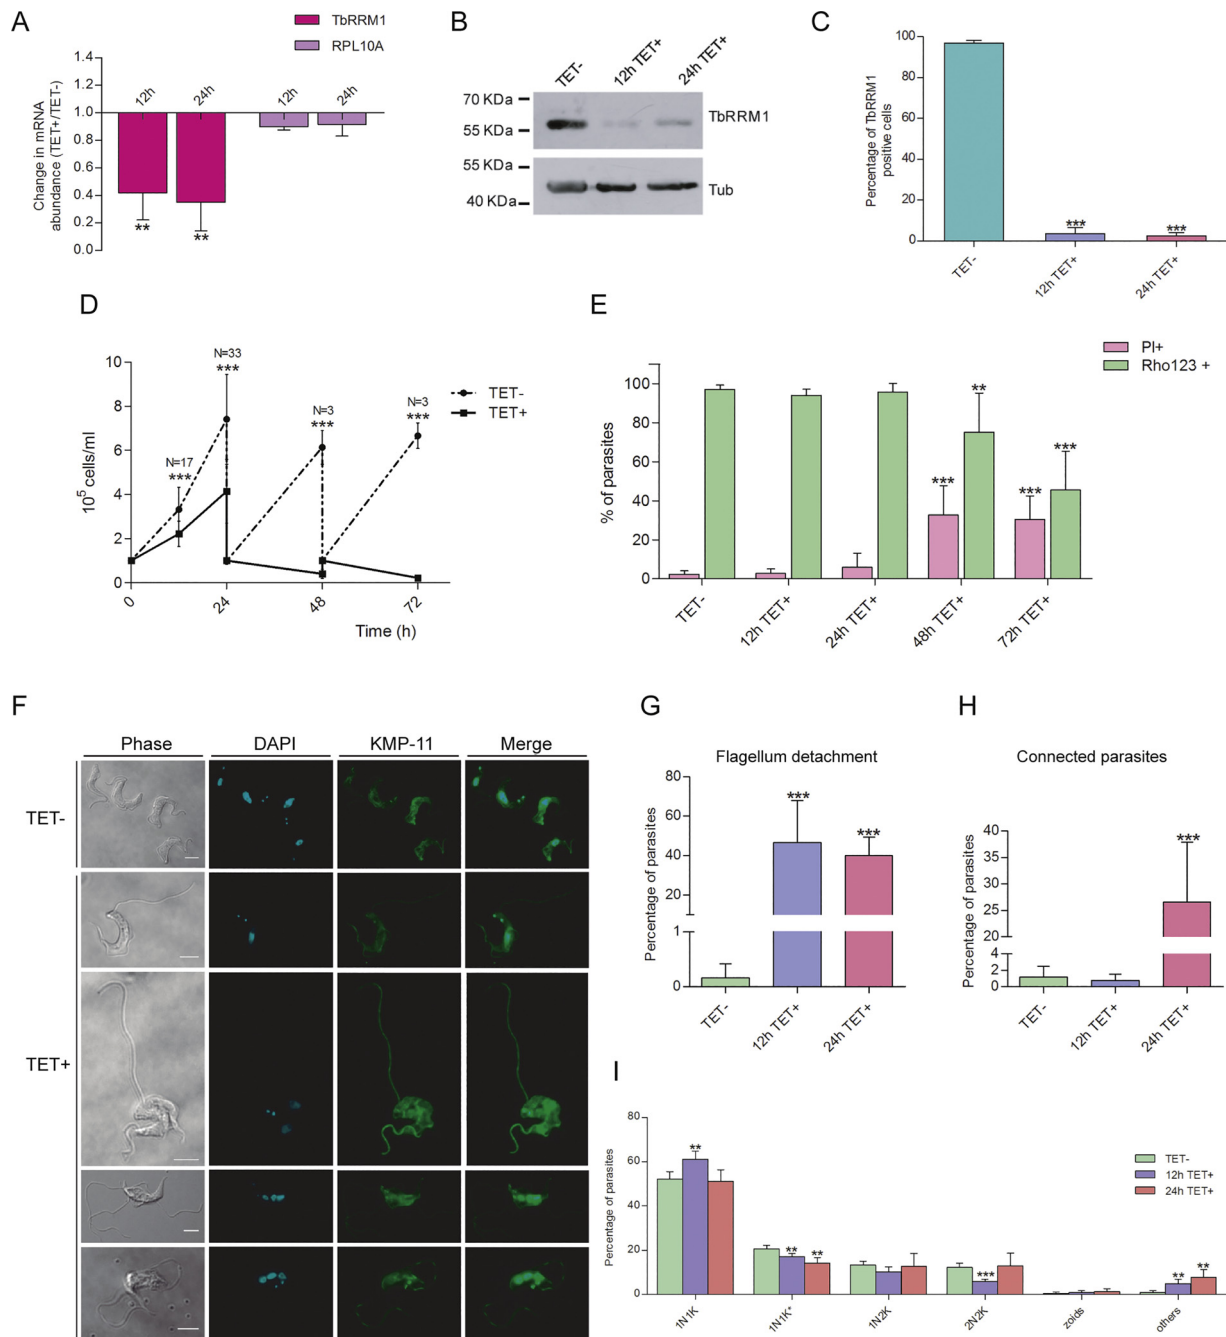 A
TbRRM1
RPL10A
Change in mRNA
abundance (TET+/TET-)
1.4
1.2
1.0
0.8
0.6
0.4
0.2
0.0
12h
24h
12h
24h
**
**
B
TET-
12h TET+
24h TET+
70 KDa
55 KDa
TbRRM1
55 KDa
40 KDa
Tub
C
Percentage of TbRRM1
positive cells
100
80
60
40
20
0
***
***
TET-
12h TET+
24h TET+
D
10⁵ cells/ml
10
8
6
4
2
0
N=17
***
N=33
***
N=3
***
N=3
***
TET-
TET+
0
24
48
72
Time (h)
E
PI+
Rho123 +
% of parasites
100
80
60
40
20
0
***
**
***
***
TET-
12h TET+
24h TET+
48h TET+
72h TET+
F
Phase
DAPI
KMP-11
Merge
TET-
TET+
G
Flagellum detachment
Percentage of parasites
80
60
40
20
1
0
***
***
TET-
12h TET+
24h TET+
H
Connected parasites
Percentage of parasites
40
35
30
25
20
4
2
0
***
TET-
12h TET+
24h TET+
I
Percentage of parasites
80
60
40
20
0
**
**
**
***
**
**
TET-
12h TET+
24h TET+
1N1K
1N1K*
1N2K
2N2K
zoids
others